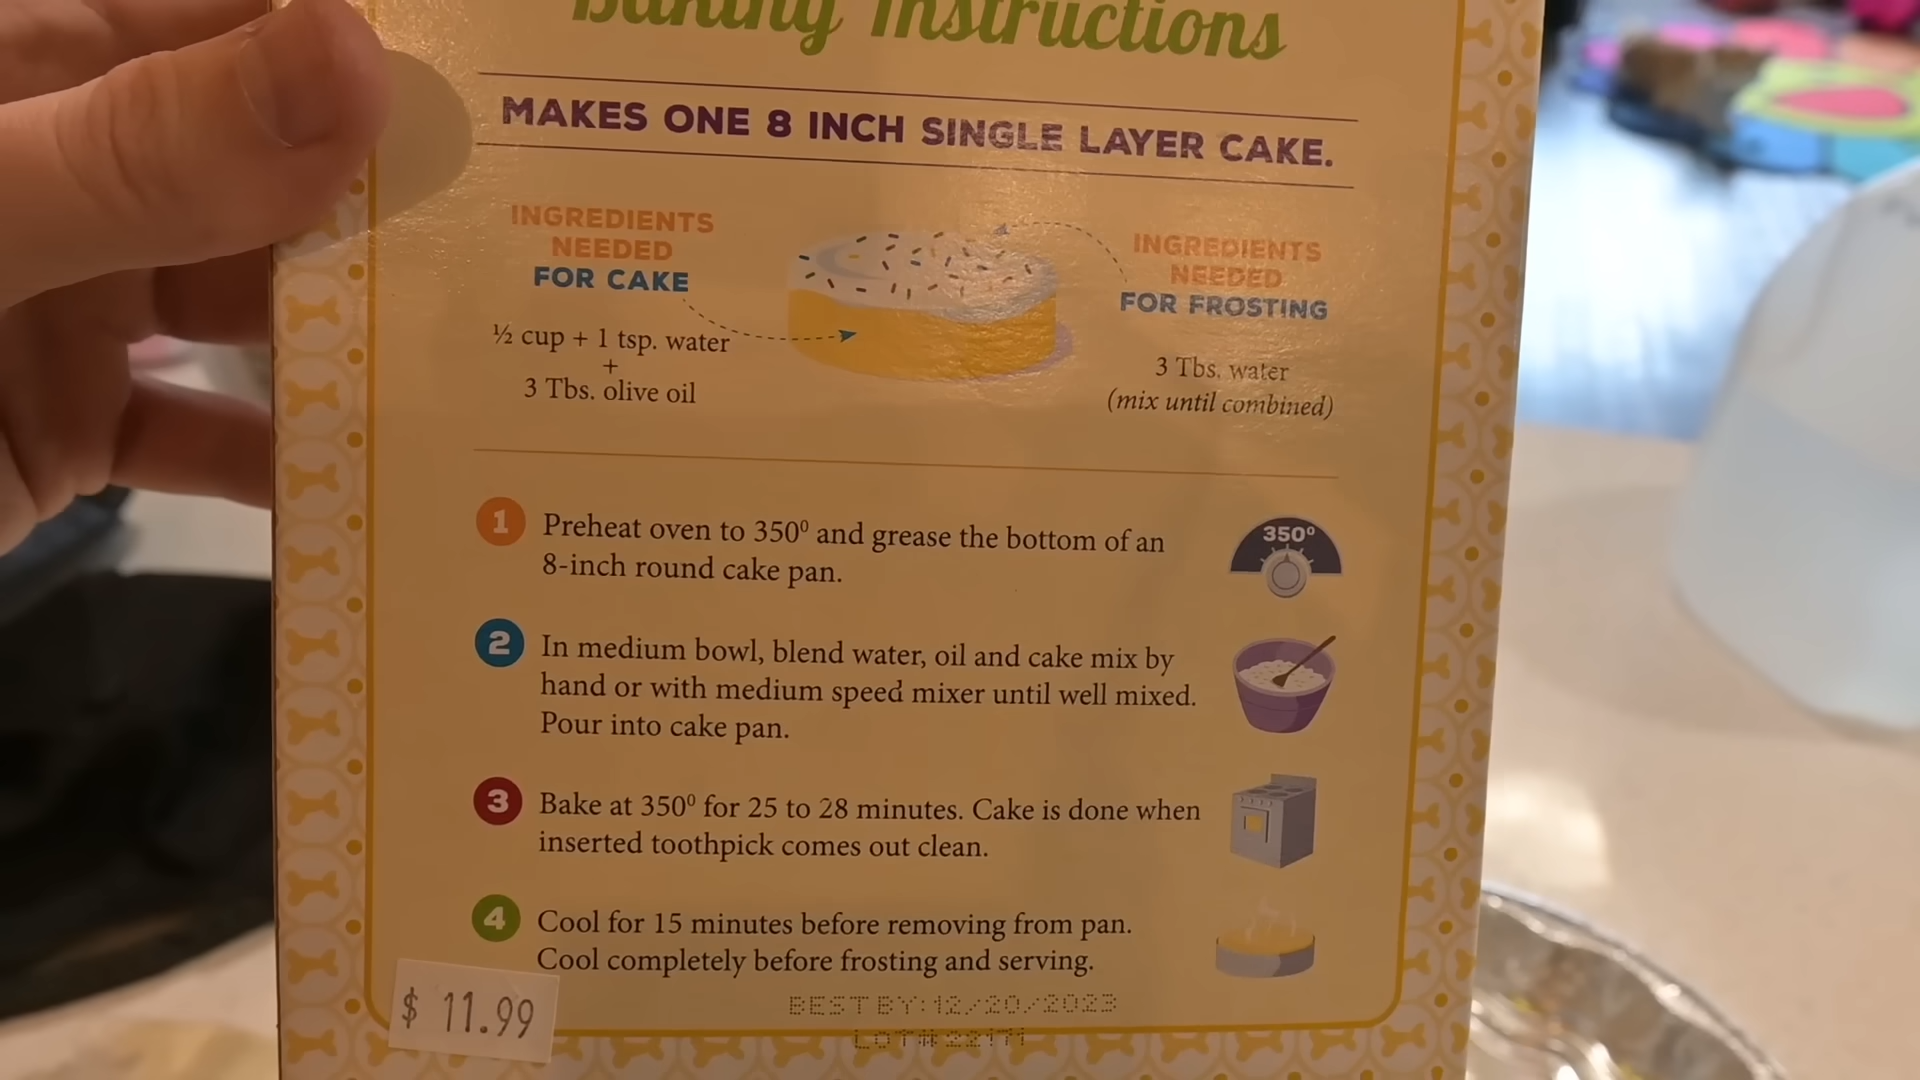 Baking Instructions
MAKES ONE 8 INCH SINGLE LAYER CAKE.
INGREDIENTS
NEEDED
FOR CAKE
½ cup + 1 tsp. water
+
3 Tbs. olive oil
INGREDIENTS
NEEDED
FOR FROSTING
3 Tbs. water
(mix until combined)
1 Preheat oven to 350⁰ and grease the bottom of an
8-inch round cake pan.
350⁰
2 In medium bowl, blend water, oil and cake mix by
hand or with medium speed mixer until well mixed.
Pour into cake pan.
3 Bake at 350⁰ for 25 to 28 minutes. Cake is done when
inserted toothpick comes out clean.
4 Cool for 15 minutes before removing from pan.
Cool completely before frosting and serving.
$ 11.99
BEST BY:12/20/2023
LOT# 22171